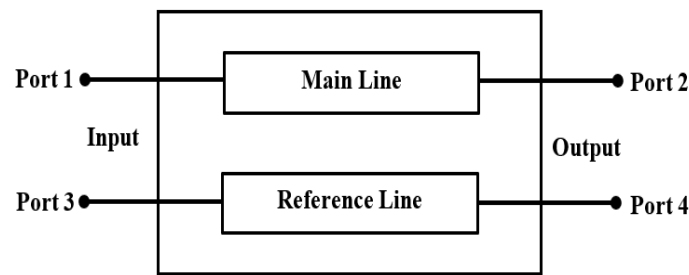 Port 1
Main Line
Port 2
Input
Output
Port 3
Reference Line
Port 4